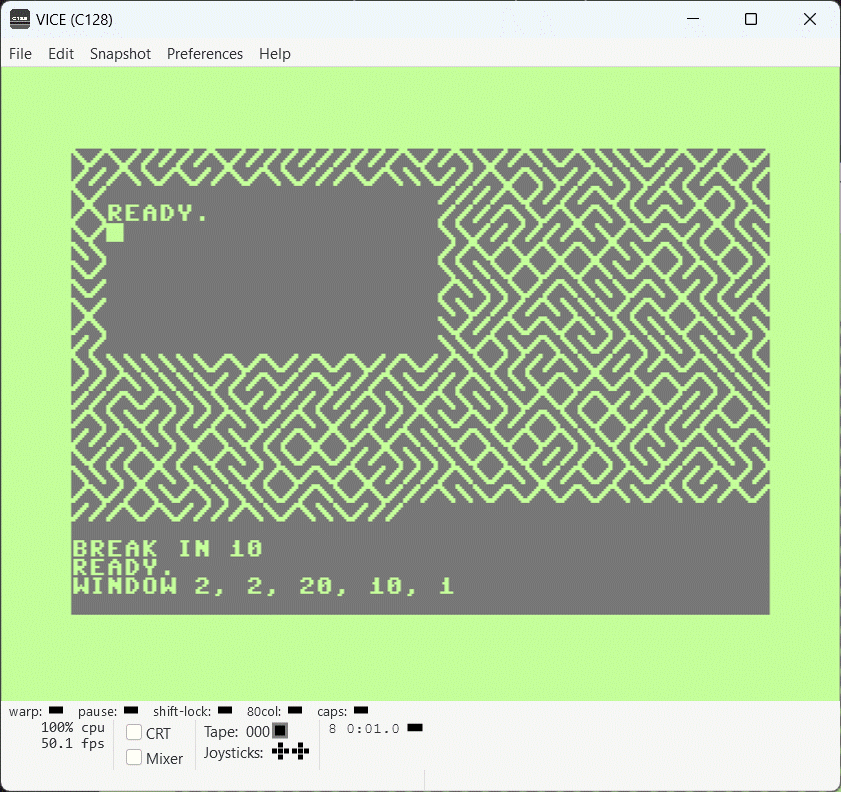 VICE (C128)
File Edit Snapshot Preferences Help
READY.
BREAK IN 10
READY.
WINDOW 2, 2, 20, 10, 1
warp: pause: shift-lock: 80col: caps:
100% cpu CRT Tape: 000 8 0:01.0
50.1 fps Mixer Joysticks: